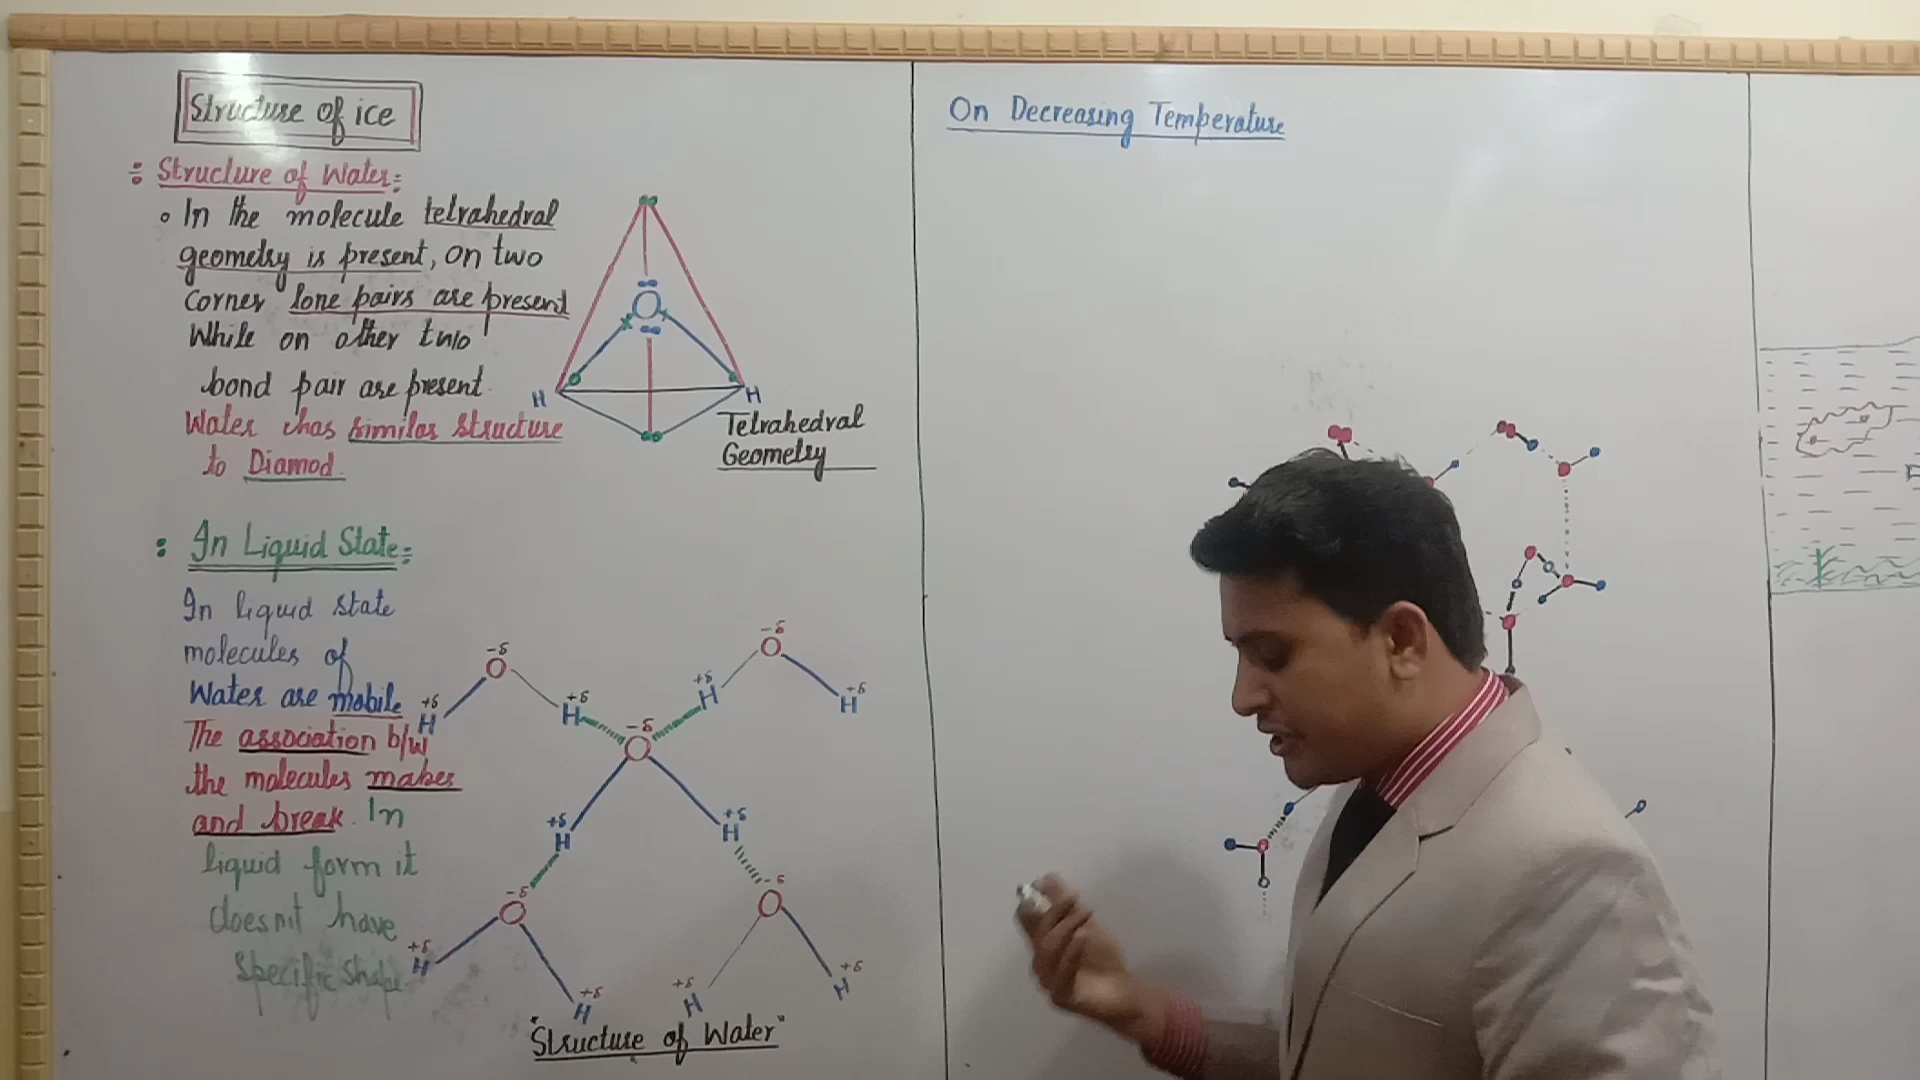 Structure of ice
Structure of Water:
In the molecule tetrahedral
geometry is present, on two
corner lone pairs are present
While on other two
bond pair are present
Water has similar structure
to Diamod
H
O
H
Tetrahedral
Geometry
In Liquid State:
In liquid state
molecules of
Water are mobile
The association b/w
the molecules makes
and break. In
liquid form it
doesn't have
specific shape
-δ
O
+δ
H
+δ
H
-δ
O
+δ
H
+δ
H
-δ
O
+δ
H
+δ
H
-δ
O
+δ
H
+δ
H
-δ
O
+δ
H
+δ
H
"Structure of Water"
On Decreasing Temperature